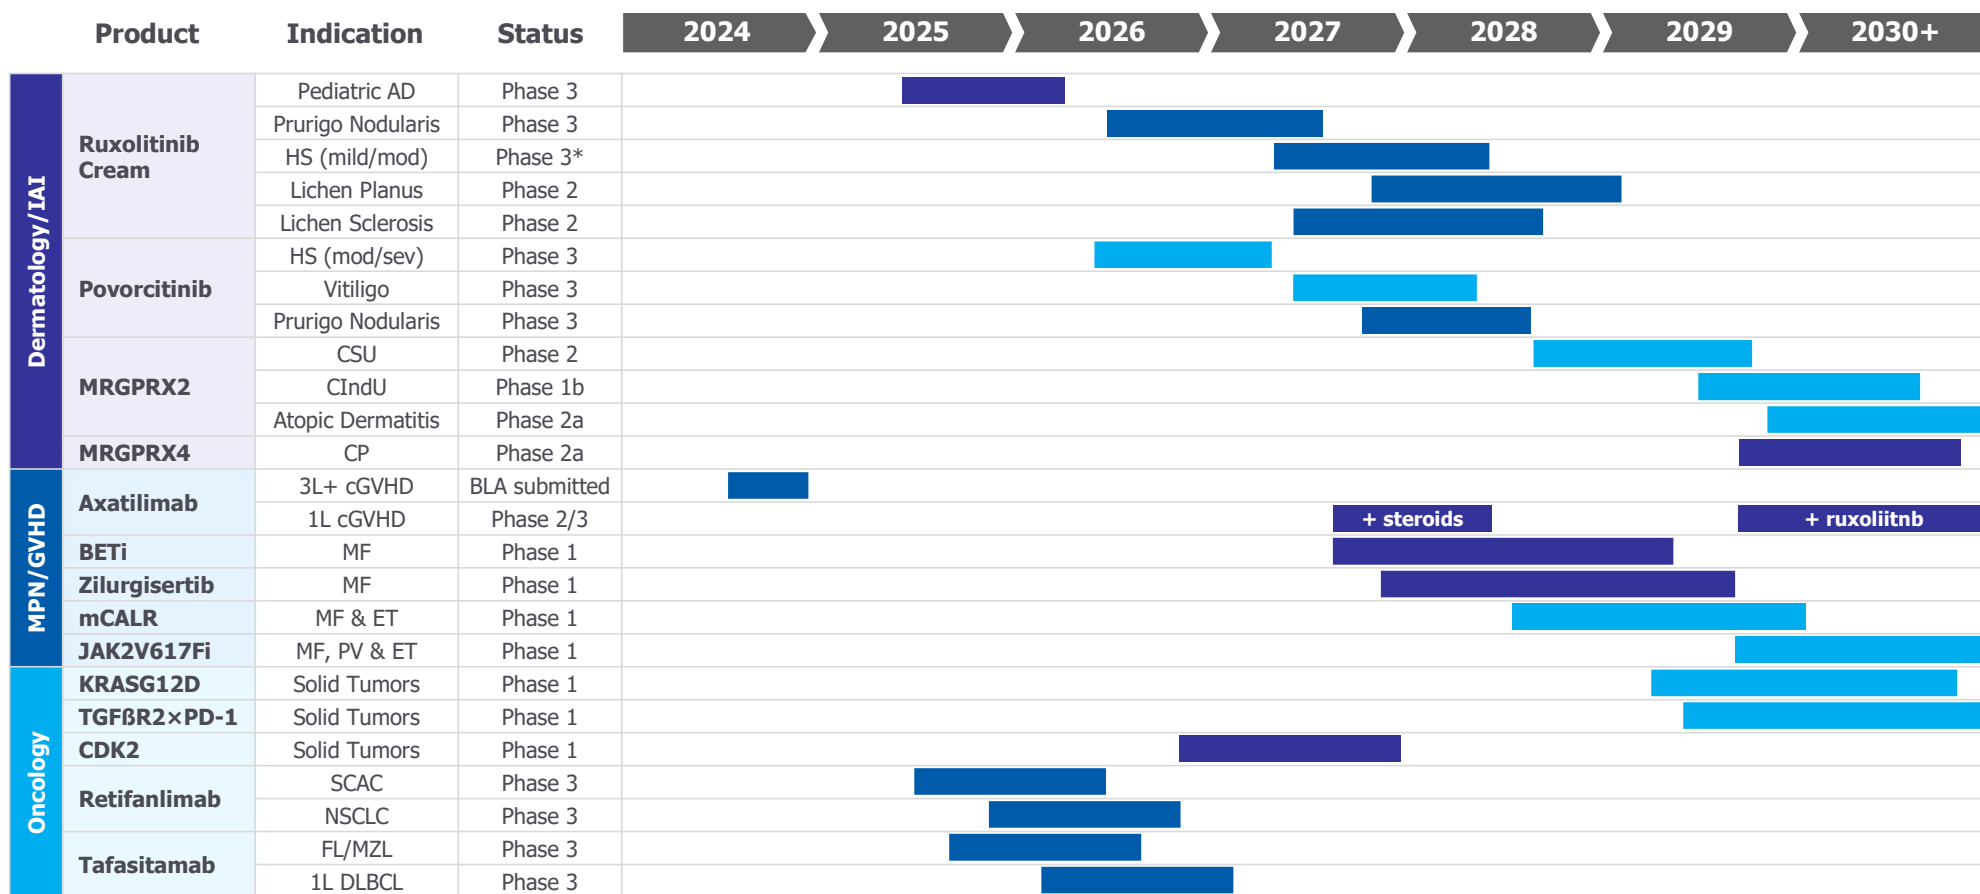 Product Indication Status 2024 2025 2026 2027 2028 2029 2030+
Dermatology/IAI
Ruxolitinib
Cream
Pediatric AD Phase 3
Prurigo Nodularis Phase 3
HS (mild/mod) Phase 3*
Lichen Planus Phase 2
Lichen Sclerosis Phase 2
Povorcitinib
HS (mod/sev) Phase 3
Vitiligo Phase 3
Prurigo Nodularis Phase 3
MRGPRX2
CSU Phase 2
CIndU Phase 1b
Atopic Dermatitis Phase 2a
MRGPRX4 CP Phase 2a
MPN/GVHD
Axatilimab
3L+ cGVHD BLA submitted
1L cGVHD Phase 2/3 + steroids + ruxoliitnb
BETi MF Phase 1
Zilurgisertib MF Phase 1
mCALR MF & ET Phase 1
JAK2V617Fi MF, PV & ET Phase 1
Oncology
KRASG12D Solid Tumors Phase 1
TGFßR2×PD-1 Solid Tumors Phase 1
CDK2 Solid Tumors Phase 1
Retifanlimab
SCAC Phase 3
NSCLC Phase 3
Tafasitamab
FL/MZL Phase 3
1L DLBCL Phase 3